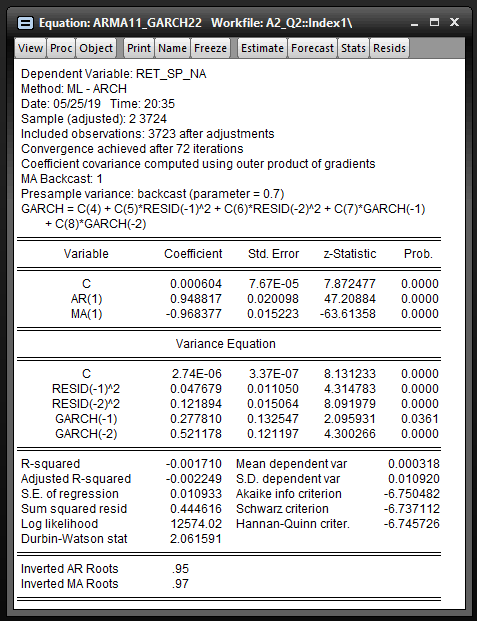 Equation: ARMA11_GARCH22 Workfile: A2_Q2::Index1\
View Proc Object Print Name Freeze Estimate Forecast Stats Resids
Dependent Variable: RET_SP_NA
Method: ML - ARCH
Date: 05/25/19 Time: 20:35
Sample (adjusted): 2 3724
Included observations: 3723 after adjustments
Convergence achieved after 72 iterations
Coefficient covariance computed using outer product of gradients
MA Backcast: 1
Presample variance: backcast (parameter = 0.7)
GARCH = C(4) + C(5)*RESID(-1)^2 + C(6)*RESID(-2)^2 + C(7)*GARCH(-1)
+ C(8)*GARCH(-2)
Variable Coefficient Std. Error z-Statistic Prob.
C 0.000604 7.67E-05 7.872477 0.0000
AR(1) 0.948817 0.020098 47.20884 0.0000
MA(1) -0.968377 0.015223 -63.61358 0.0000
Variance Equation
C 2.74E-06 3.37E-07 8.131233 0.0000
RESID(-1)^2 0.047679 0.011050 4.314783 0.0000
RESID(-2)^2 0.121894 0.015064 8.091979 0.0000
GARCH(-1) 0.277810 0.132547 2.095931 0.0361
GARCH(-2) 0.521178 0.121197 4.300266 0.0000
R-squared -0.001710 Mean dependent var 0.000318
Adjusted R-squared -0.002249 S.D. dependent var 0.010920
S.E. of regression 0.010933 Akaike info criterion -6.750482
Sum squared resid 0.444616 Schwarz criterion -6.737112
Log likelihood 12574.02 Hannan-Quinn criter. -6.745726
Durbin-Watson stat 2.061591
Inverted AR Roots .95
Inverted MA Roots .97